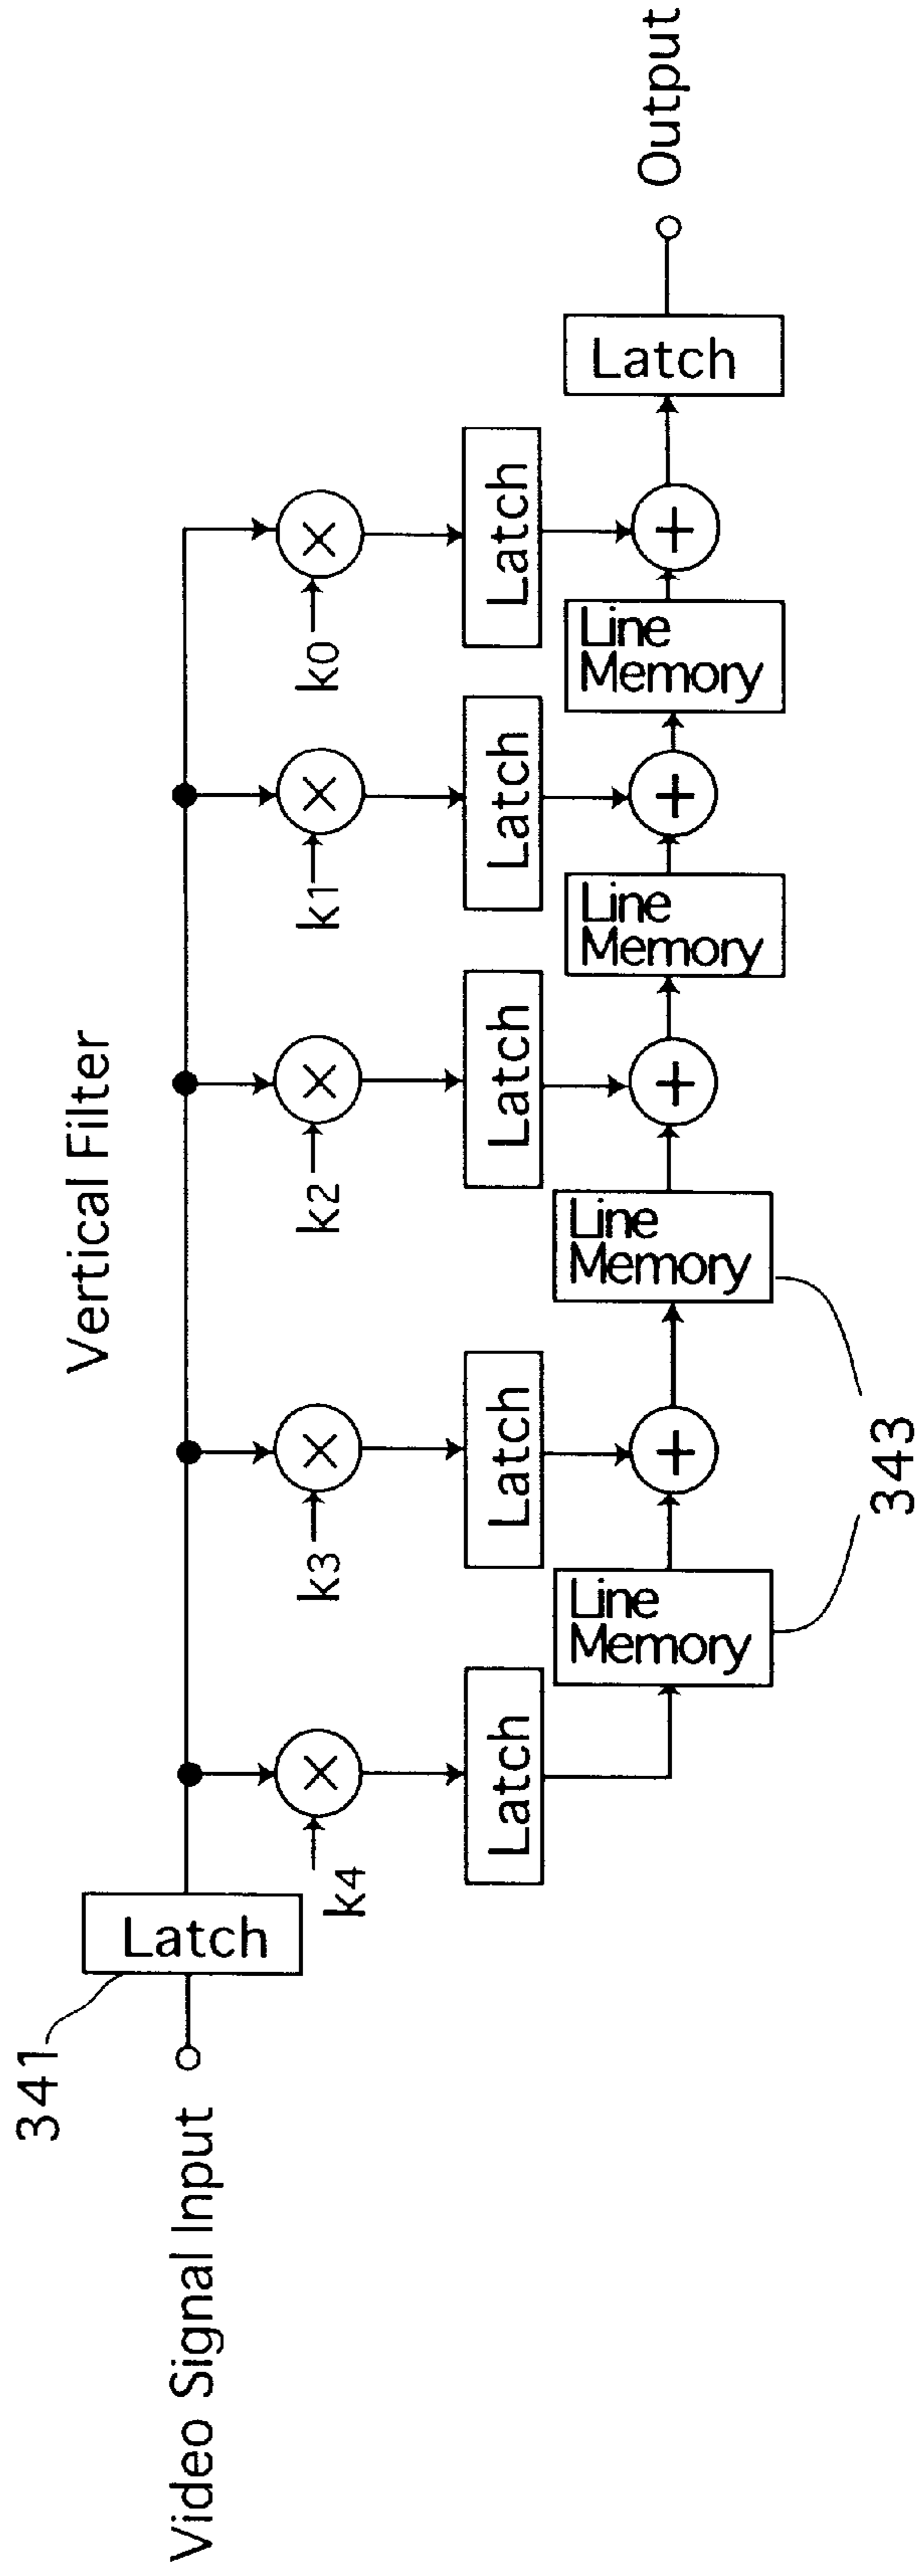 Vertical Filter
341
Video Signal Input
Latch
k4
k3
k2
k1
k0
×
×
×
×
×
Latch
Latch
Latch
Latch
Latch
Line
Memory
+
Line
Memory
+
Line
Memory
+
Line
Memory
+
Latch
Output
343